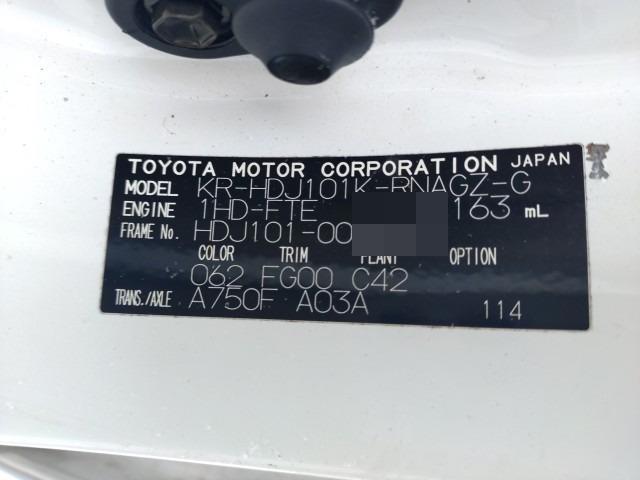 TOYOTA MOTOR CORPORATION JAPAN
MODEL KR-HDJ101K-RNAGZ-G
ENGINE 1HD-FTE 163 mL
FRAME No. HDJ101-00
COLOR TRIM PLANT OPTION
062 FG00 C42
TRANS./AXLE A750F A03A 114